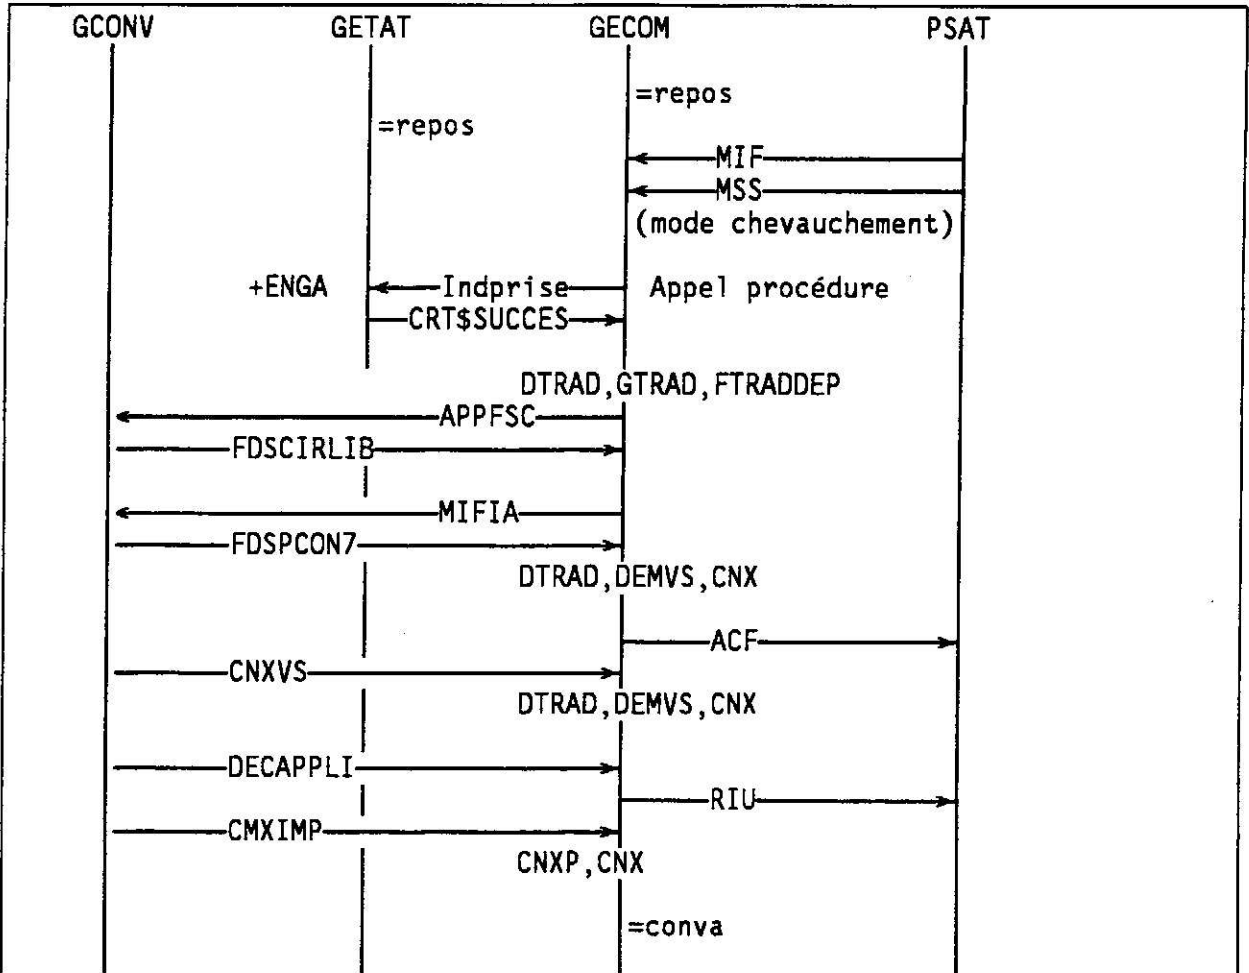 GCONV GETAT GECOM PSAT
=repos
=repos
MIF
MSS
(mode chevauchement)
+ENGA Indprise Appel procédure
CRT$SUCCES
DTRAD,GTRAD,FTRADDEP
APPFSC
FDSCIRLIB
MIFIA
FDSPCON7
DTRAD,DEMVS,CNX
ACF
CNXVS
DTRAD,DEMVS,CNX
DECAPPLI
RIU
CMXIMP
CNXP,CNX
=conva